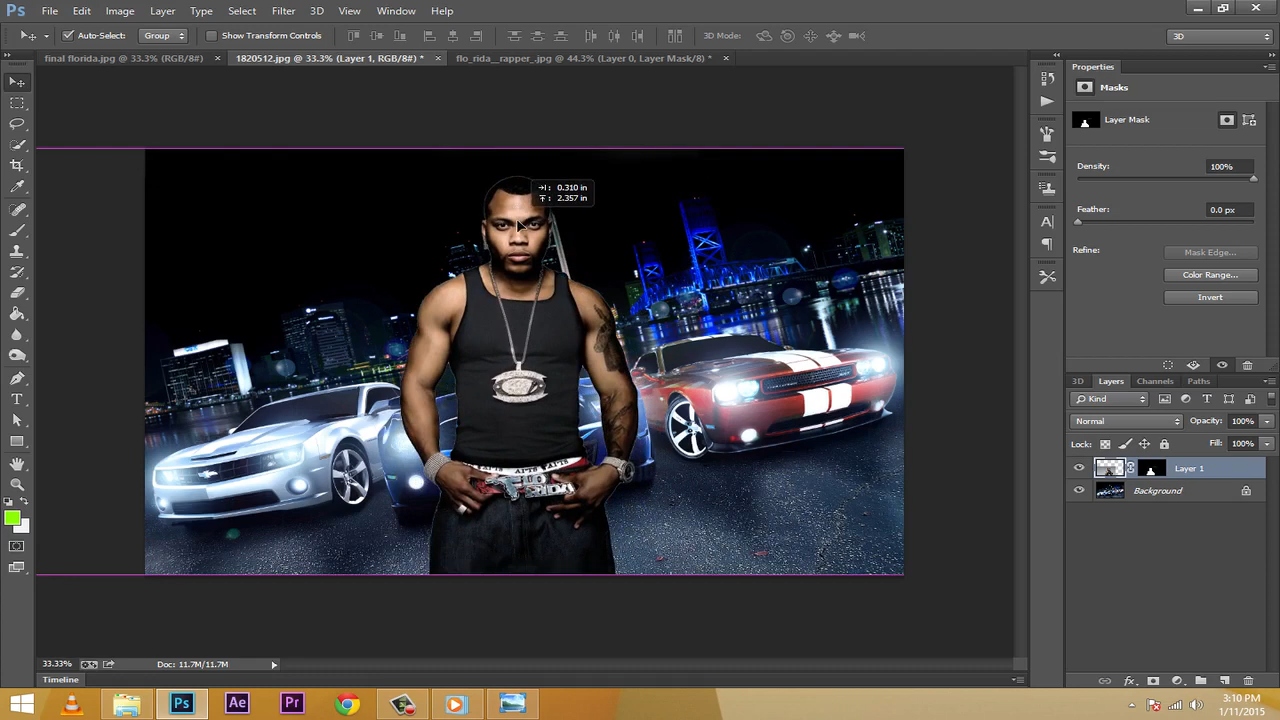 Ps File Edit Image Layer Type Select Filter 3D View Window Help
Auto-Select: Group Show Transform Controls 3D Mode: 3D
final florida.jpg @ 33.3% (RGB/8#) × 1820512.jpg @ 33.3% (Layer 1, RGB/8#) * × flo_rida__rapper_.jpg @ 44.3% (Layer 0, Layer Mask/8) * ×
Properties
Masks
Layer Mask
Density: 100%
Feather: 0.0 px
Refine: Mask Edge...
Color Range...
Invert
0.310 in
2.357 in
3D Layers Channels Paths
Kind
Normal Opacity: 100%
Lock: Fill: 100%
Layer 1
Background
33.33% Doc: 11.7M/11.7M
Timeline
Ps Ae Pr
3:10 PM
1/11/2015